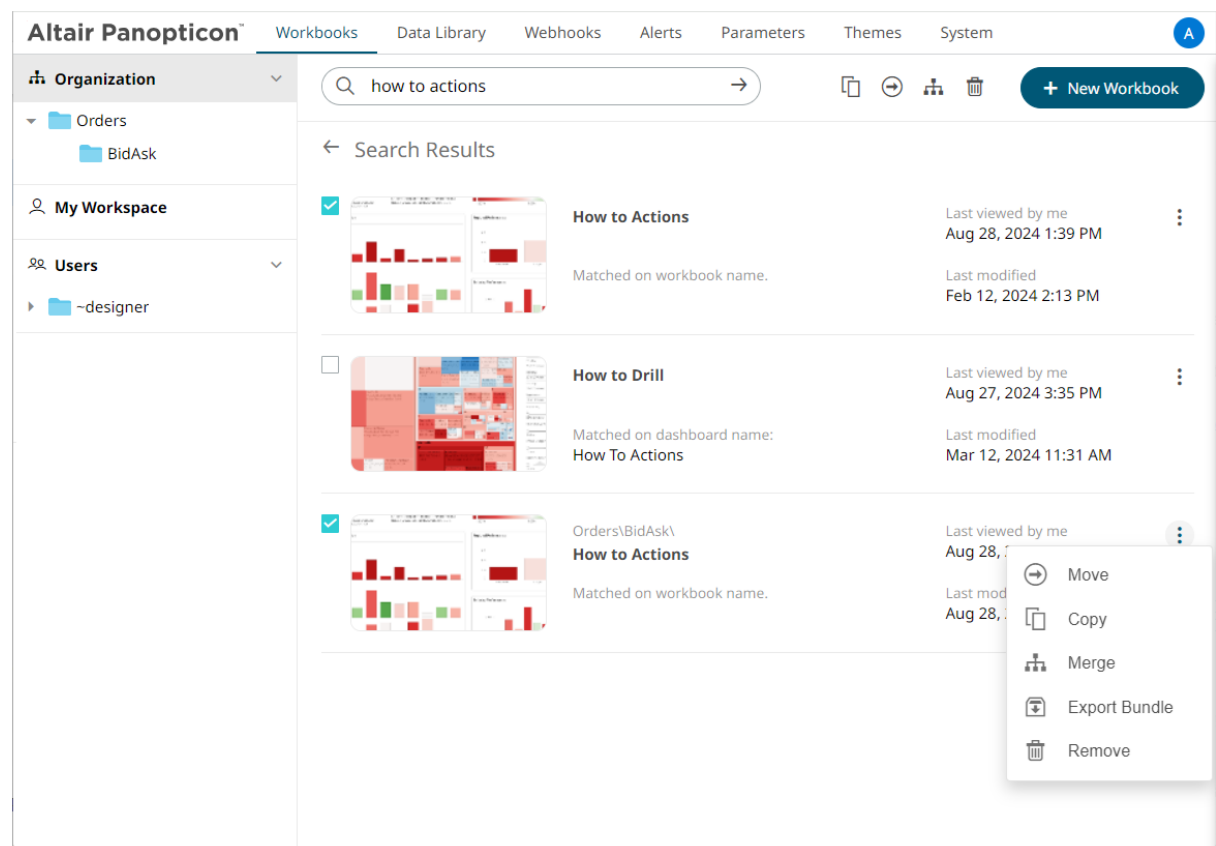 Altair Panopticon™
Workbooks
Data Library
Webhooks
Alerts
Parameters
Themes
System
A
Organization
Orders
BidAsk
My Workspace
Users
~designer
how to actions
+ New Workbook
Search Results
How to Actions
Matched on workbook name.
Last viewed by me
Aug 28, 2024 1:39 PM
Last modified
Feb 12, 2024 2:13 PM
How to Drill
Matched on dashboard name:
How To Actions
Last viewed by me
Aug 27, 2024 3:35 PM
Last modified
Mar 12, 2024 11:31 AM
Orders\BidAsk\
How to Actions
Matched on workbook name.
Last viewed by me
Aug 28,
Last mod
Aug 28,
Move
Copy
Merge
Export Bundle
Remove